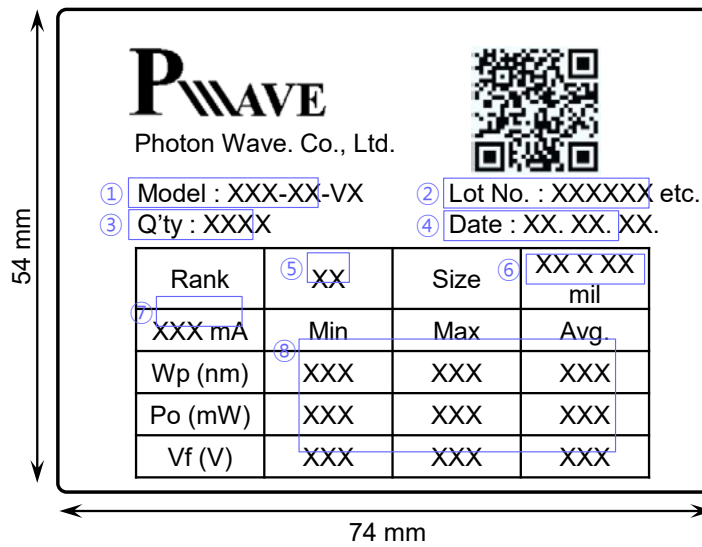 PWAVE
Photon Wave. Co., Ltd.
① Model : XXX-XX-VX ② Lot No. : XXXXXX etc.
③ Q'ty : XXXX ④ Date : XX. XX. XX.
Rank ⑤ XX Size ⑥ XX X XX mil
⑦ XXX mA Min Max Avg.
⑧
Wp (nm) XXX XXX XXX
Po (mW) XXX XXX XXX
Vf (V) XXX XXX XXX
54 mm
74 mm